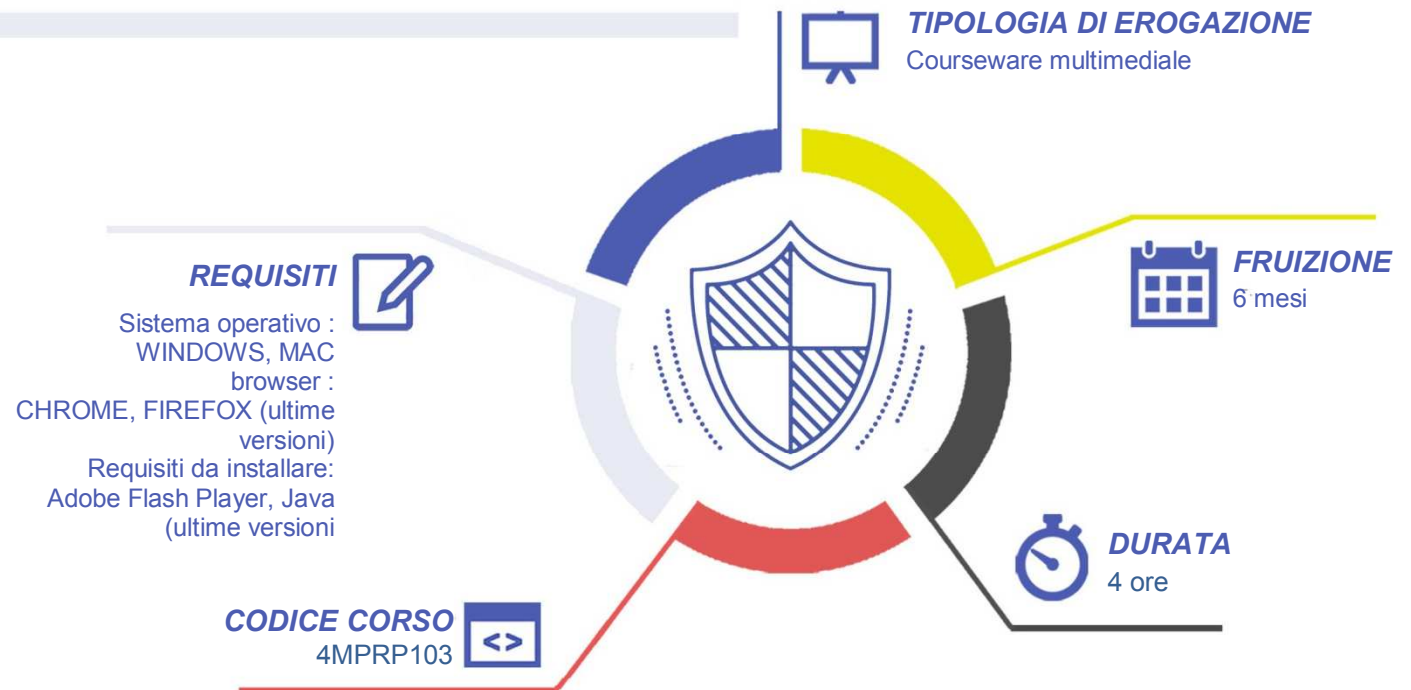 TIPOLOGIA DI EROGAZIONE
Courseware multimediale
REQUISITI
Sistema operativo :
WINDOWS, MAC
browser :
CHROME, FIREFOX (ultime
versioni)
Requisiti da installare:
Adobe Flash Player, Java
(ultime versioni
FRUIZIONE
6 mesi
DURATA
4 ore
CODICE CORSO
4MPRP103
<>